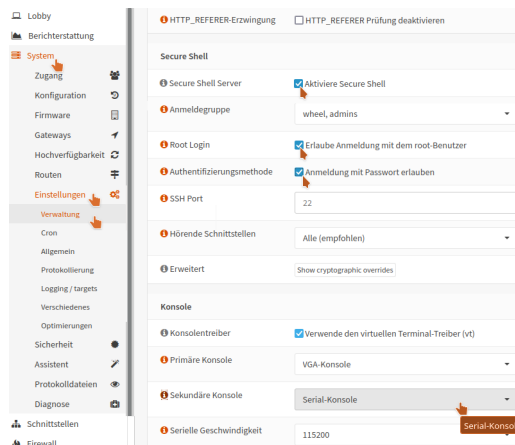 Lobby
Berichterstattung
System
Zugang
Konfiguration
Firmware
Gateways
Hochverfügbarkeit
Routen
Einstellungen
Verwaltung
Cron
Allgemein
Protokollierung
Logging / targets
Verschiedenes
Optimierungen
Sicherheit
Assistent
Protokolldateien
Diagnose
Schnittstellen
Firewall
HTTP_REFERER-Erzwingung
HTTP_REFERER Prüfung deaktivieren
Secure Shell
Secure Shell Server
Aktiviere Secure Shell
Anmeldegruppe
wheel, admins
Root Login
Erlaube Anmeldung mit dem root-Benutzer
Authentifizierungsmethode
Anmeldung mit Passwort erlauben
SSH Port
22
Hörende Schnittstellen
Alle (empfohlen)
Erweitert
Show cryptographic overrides
Konsole
Konsolentreiber
Verwende den virtuellen Terminal-Treiber (vt)
Primäre Konsole
VGA-Konsole
Sekundäre Konsole
Serial-Konsole
Serial-Konso
Serielle Geschwindigkeit
115200